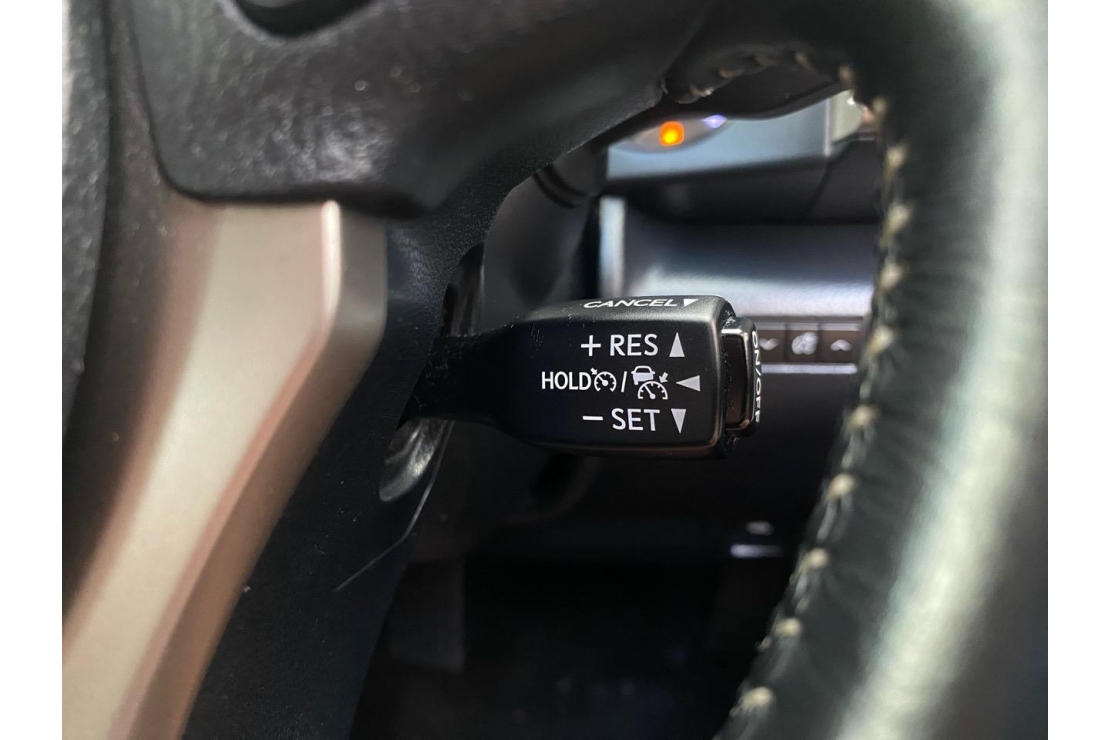 CANCEL▼
+ RES ▲
HOLD / ◀
− SET ▼
ON/OFF